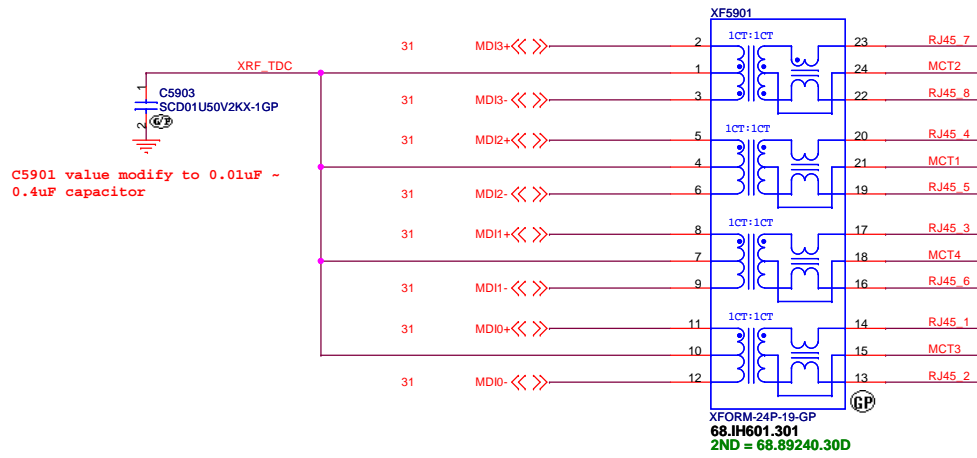 XF5901
1CT:1CT
31 MDI3+ 2 23 RJ45_7
XRF_TDC 1 24 MCT2
1 C5903
SCD01U50V2KX-1GP
31 MDI3- 3 22 RJ45_8
2 G/P
1CT:1CT
31 MDI2+ 5 20 RJ45_4
4 21 MCT1
C5901 value modify to 0.01uF ~
0.4uF capacitor
31 MDI2- 6 19 RJ45_5
1CT:1CT
31 MDI1+ 8 17 RJ45_3
7 18 MCT4
31 MDI1- 9 16 RJ45_6
1CT:1CT
31 MDI0+ 11 14 RJ45_1
10 15 MCT3
31 MDI0- 12 13 RJ45_2
GP
XFORM-24P-19-GP
68.IH601.301
2ND = 68.89240.30D